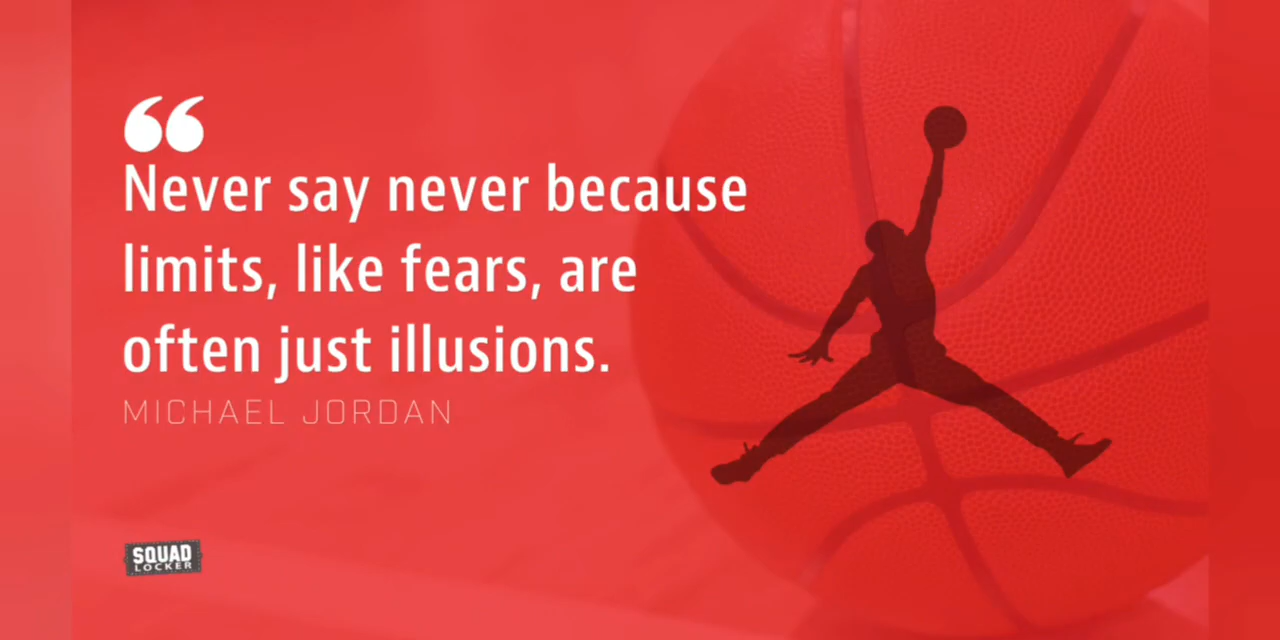 “
Never say never because
limits, like fears, are
often just illusions.
MICHAEL JORDAN
SQUAD
LOCKER